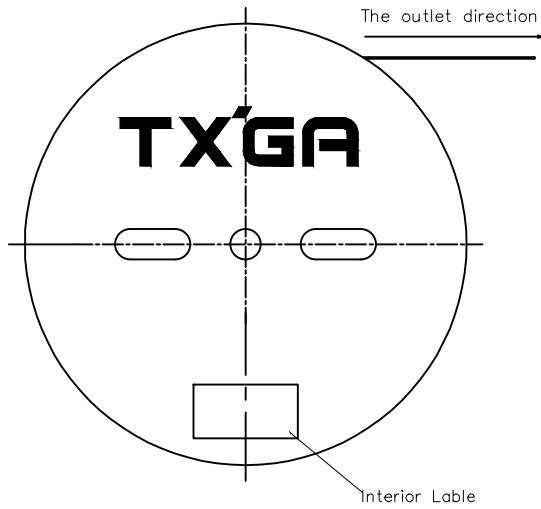 The outlet direction
TX'GA
Interior Lable